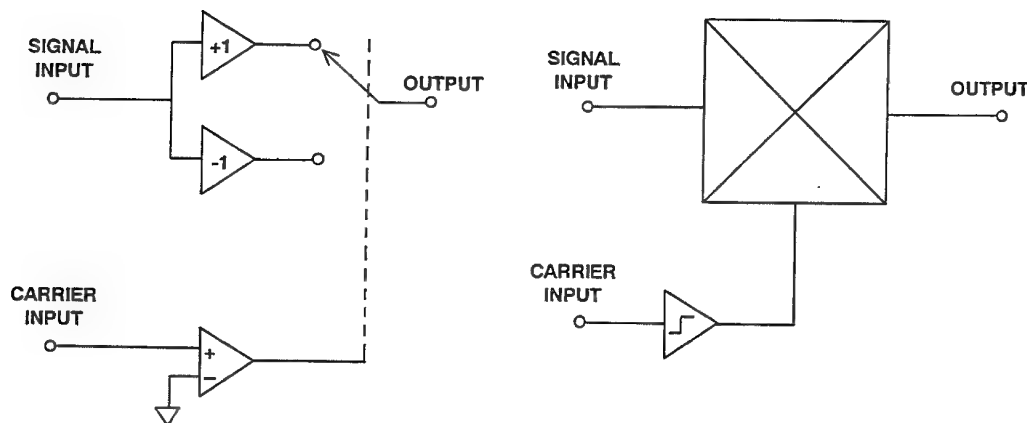 SIGNAL
INPUT
+1
OUTPUT
-1
CARRIER
INPUT
+
−
SIGNAL
INPUT
OUTPUT
CARRIER
INPUT